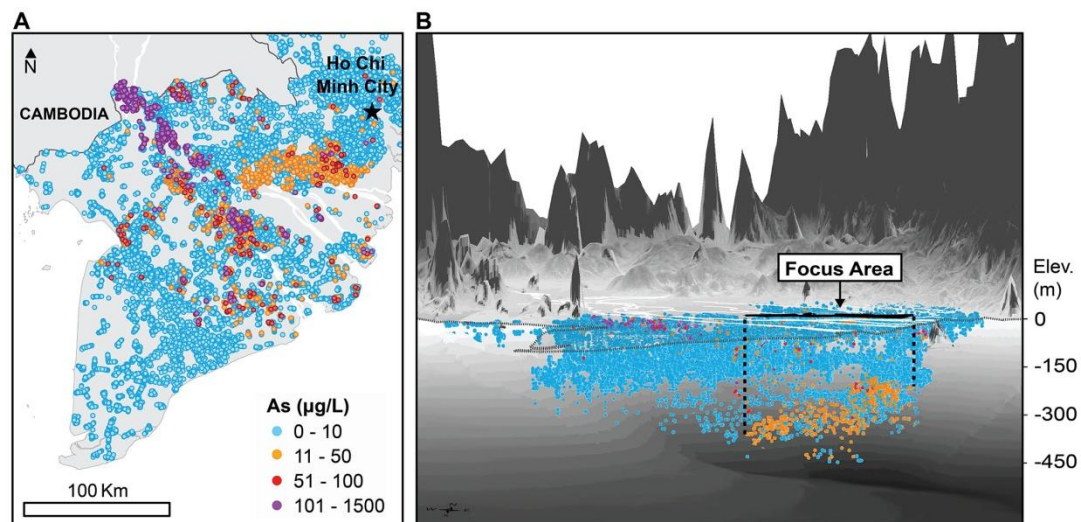 A
N
Ho Chi
Minh City
CAMBODIA
As (µg/L)
0 - 10
11 - 50
51 - 100
101 - 1500
100 Km
B
Focus Area
Elev.
(m)
0
-150
-300
-450